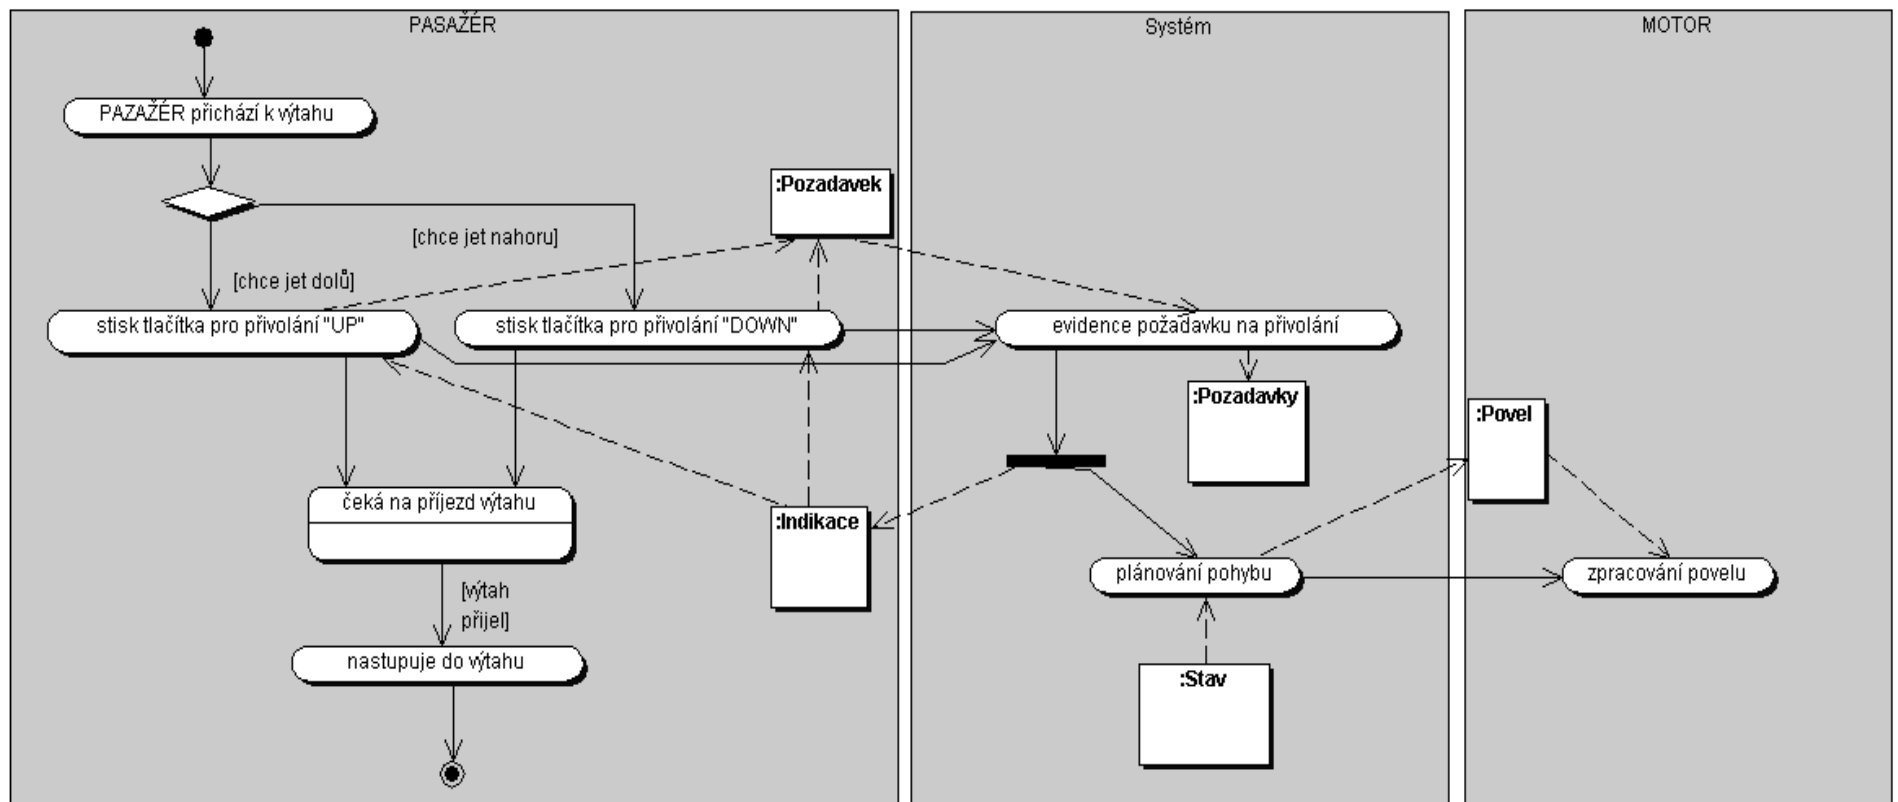 PASAŽÉR
Systém
MOTOR
PAZAŽÉR přichází k výtahu
:Pozadavek
[chce jet nahoru]
[chce jet dolů]
stisk tlačítka pro přivolání "UP"
stisk tlačítka pro přivolání "DOWN"
evidence požadavku na přivolání
:Pozadavky
:Povel
čeká na příjezd výtahu
:Indikace
plánování pohybu
zpracování povelu
[výtah
přijel]
nastupuje do výtahu
:Stav